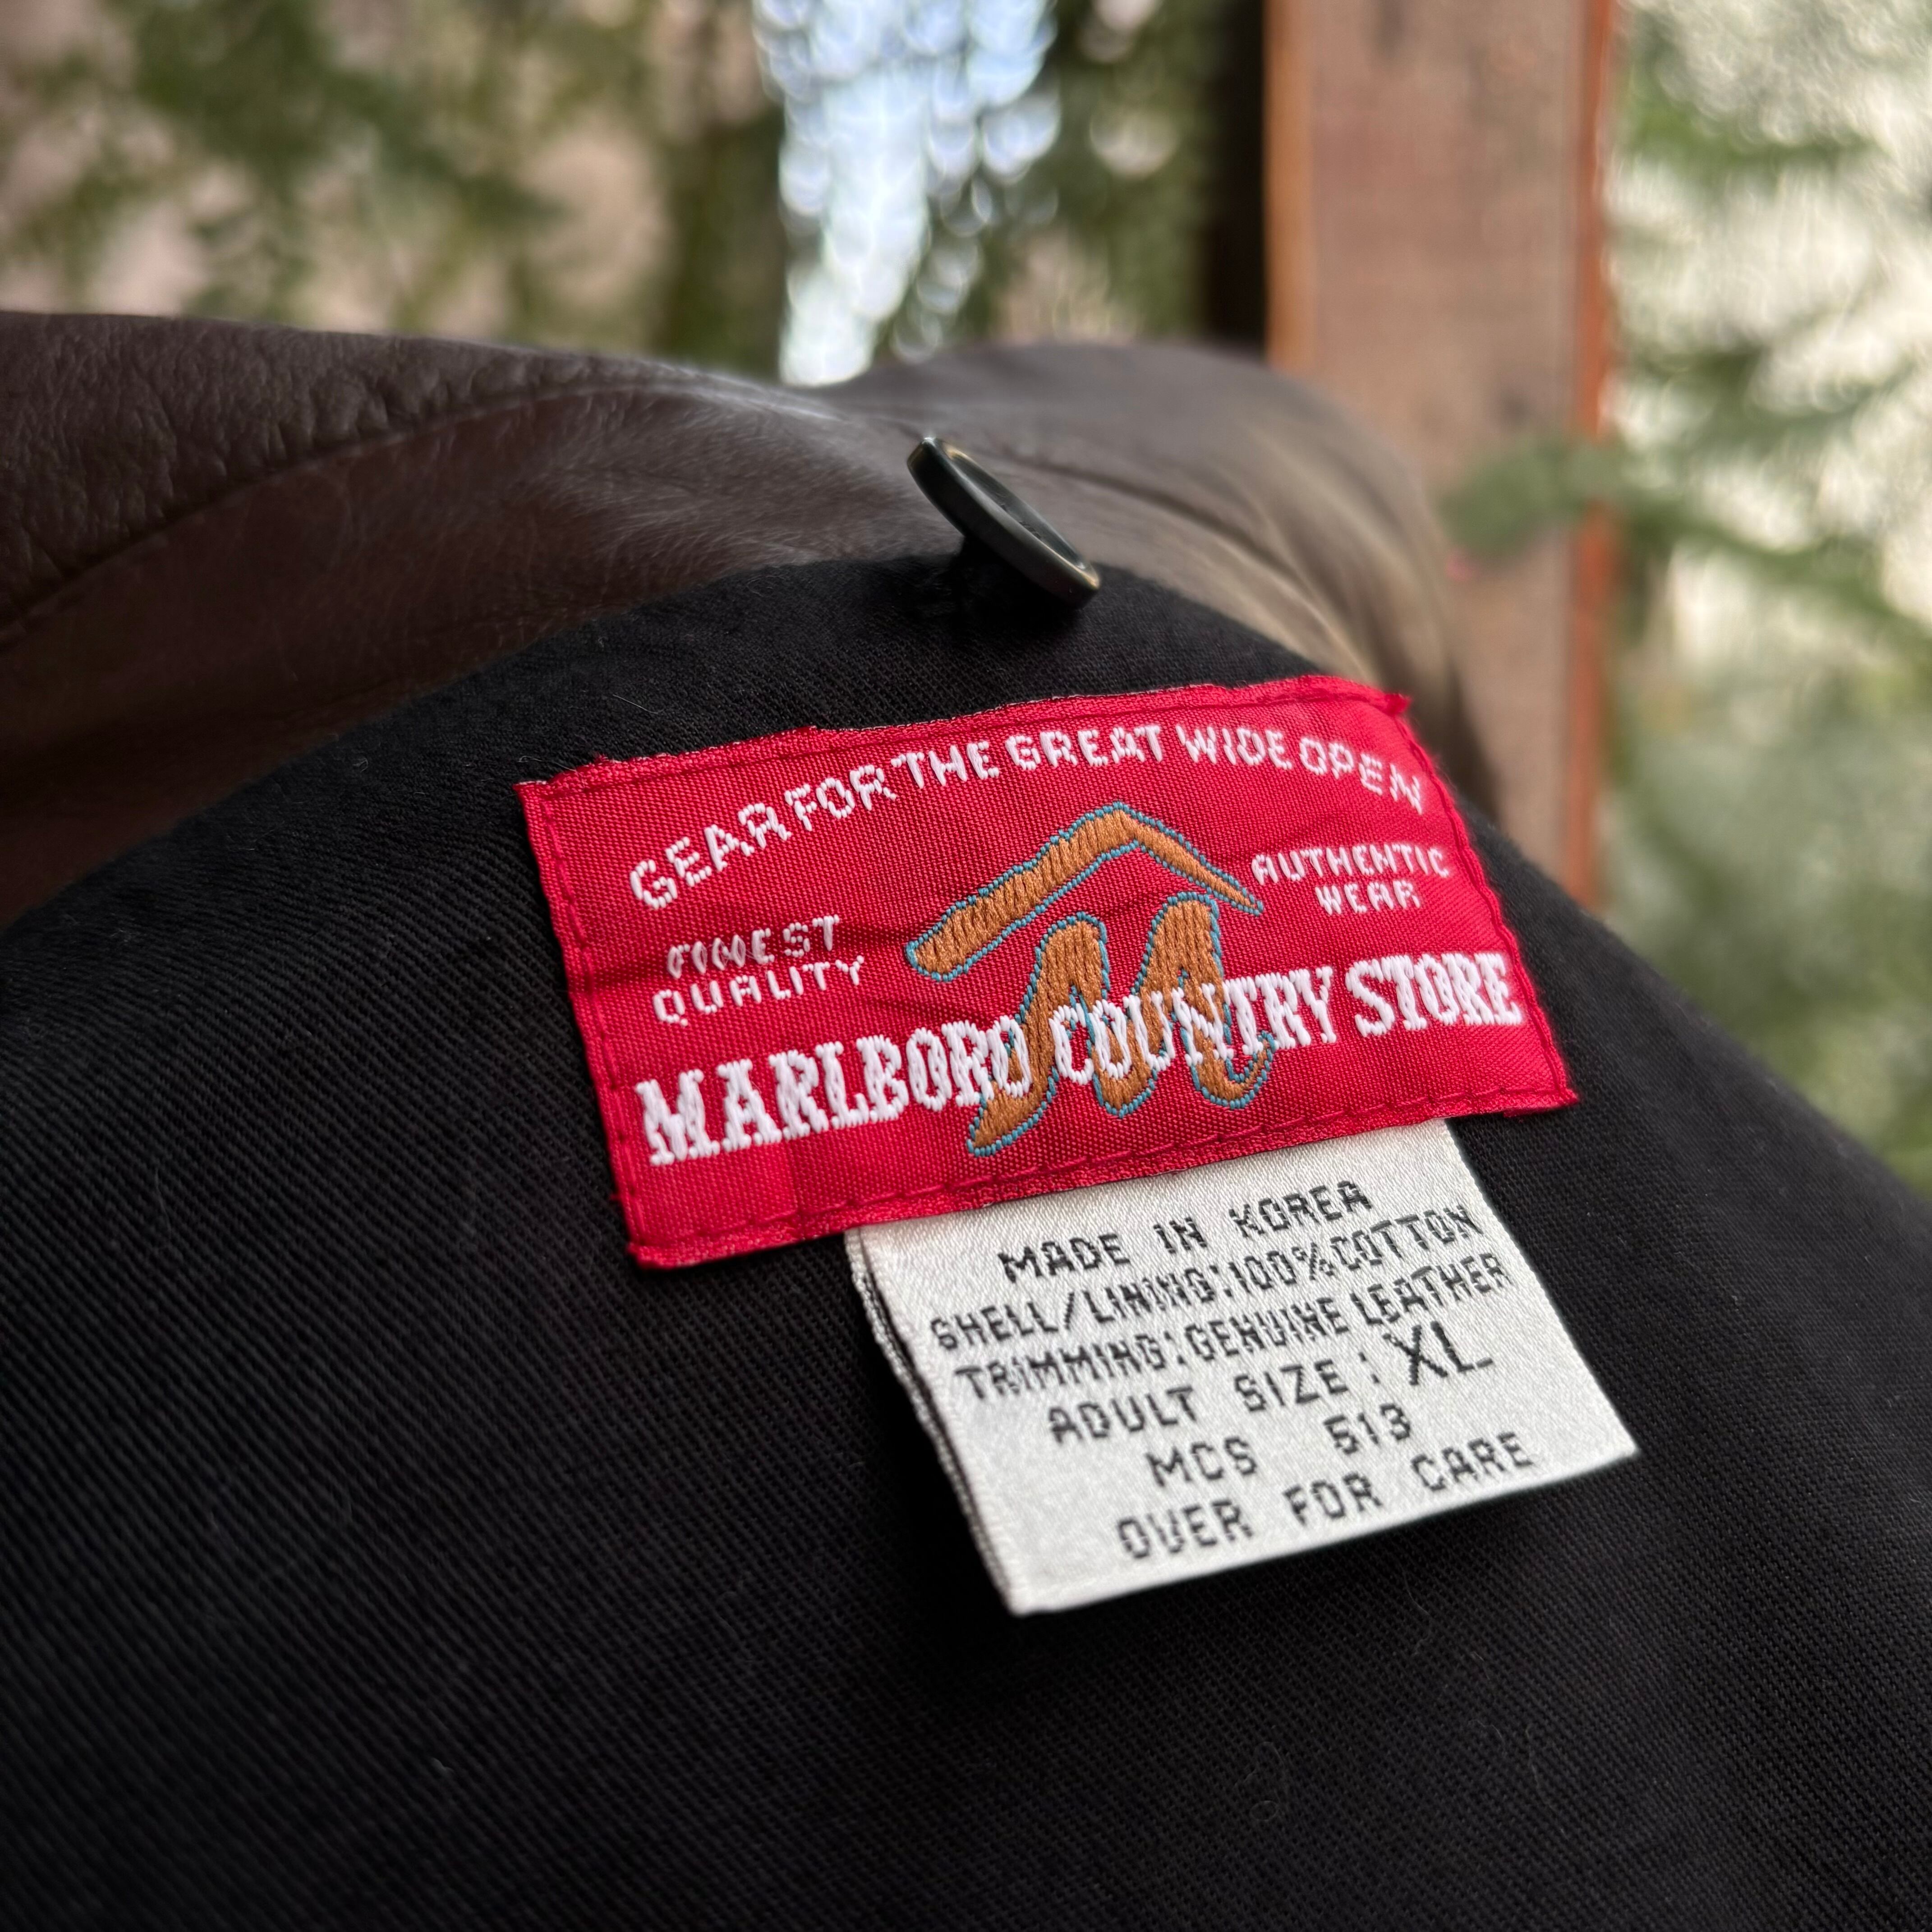 GEAR FOR THE GREAT WIDE OPEN
FINEST
QUALITY
AUTHENTIC
WEAR
MARLBORO COUNTRY STORE
MADE IN KOREA
SHELL/LINING:100%COTTON
TRIMMING:GENUINE LEATHER
ADULT SIZE: XL
MCS 513
OVER FOR CARE